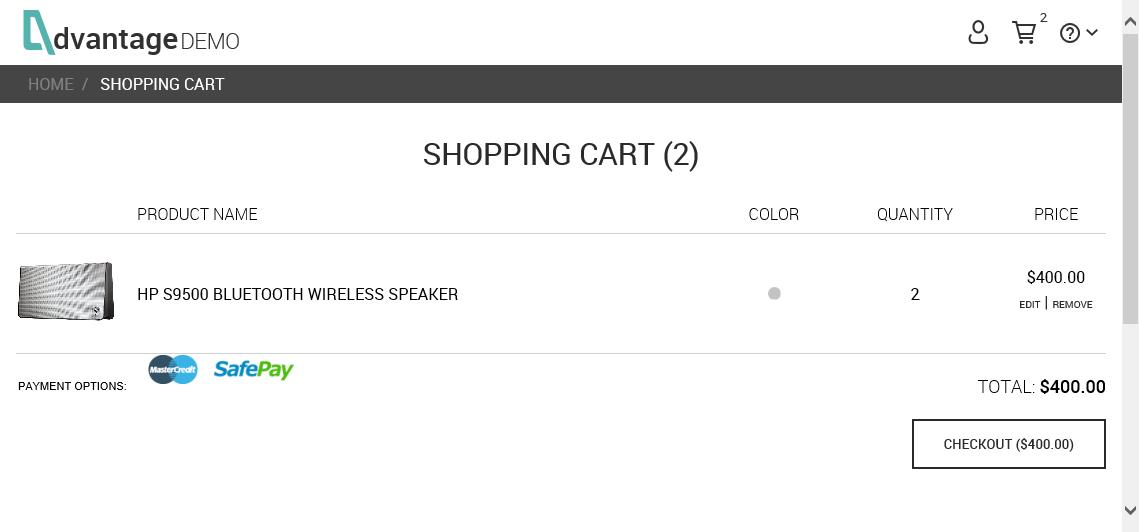 dvantage DEMO
2
HOME / SHOPPING CART
SHOPPING CART (2)
PRODUCT NAME COLOR QUANTITY PRICE
HP S9500 BLUETOOTH WIRELESS SPEAKER 2 $400.00
EDIT | REMOVE
PAYMENT OPTIONS: MasterCredit SafePay TOTAL: $400.00
CHECKOUT ($400.00)